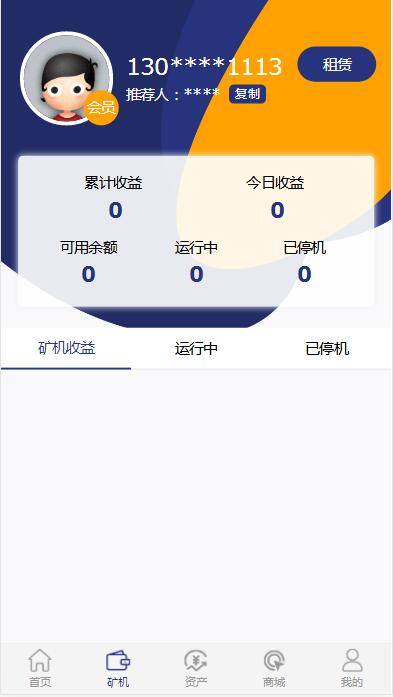 130****1113 租赁
推荐人：**** 复制
会员
累计收益 今日收益
0 0
可用余额 运行中 已停机
0 0 0
矿机收益 运行中 已停机
首页 矿机 资产 商城 我的